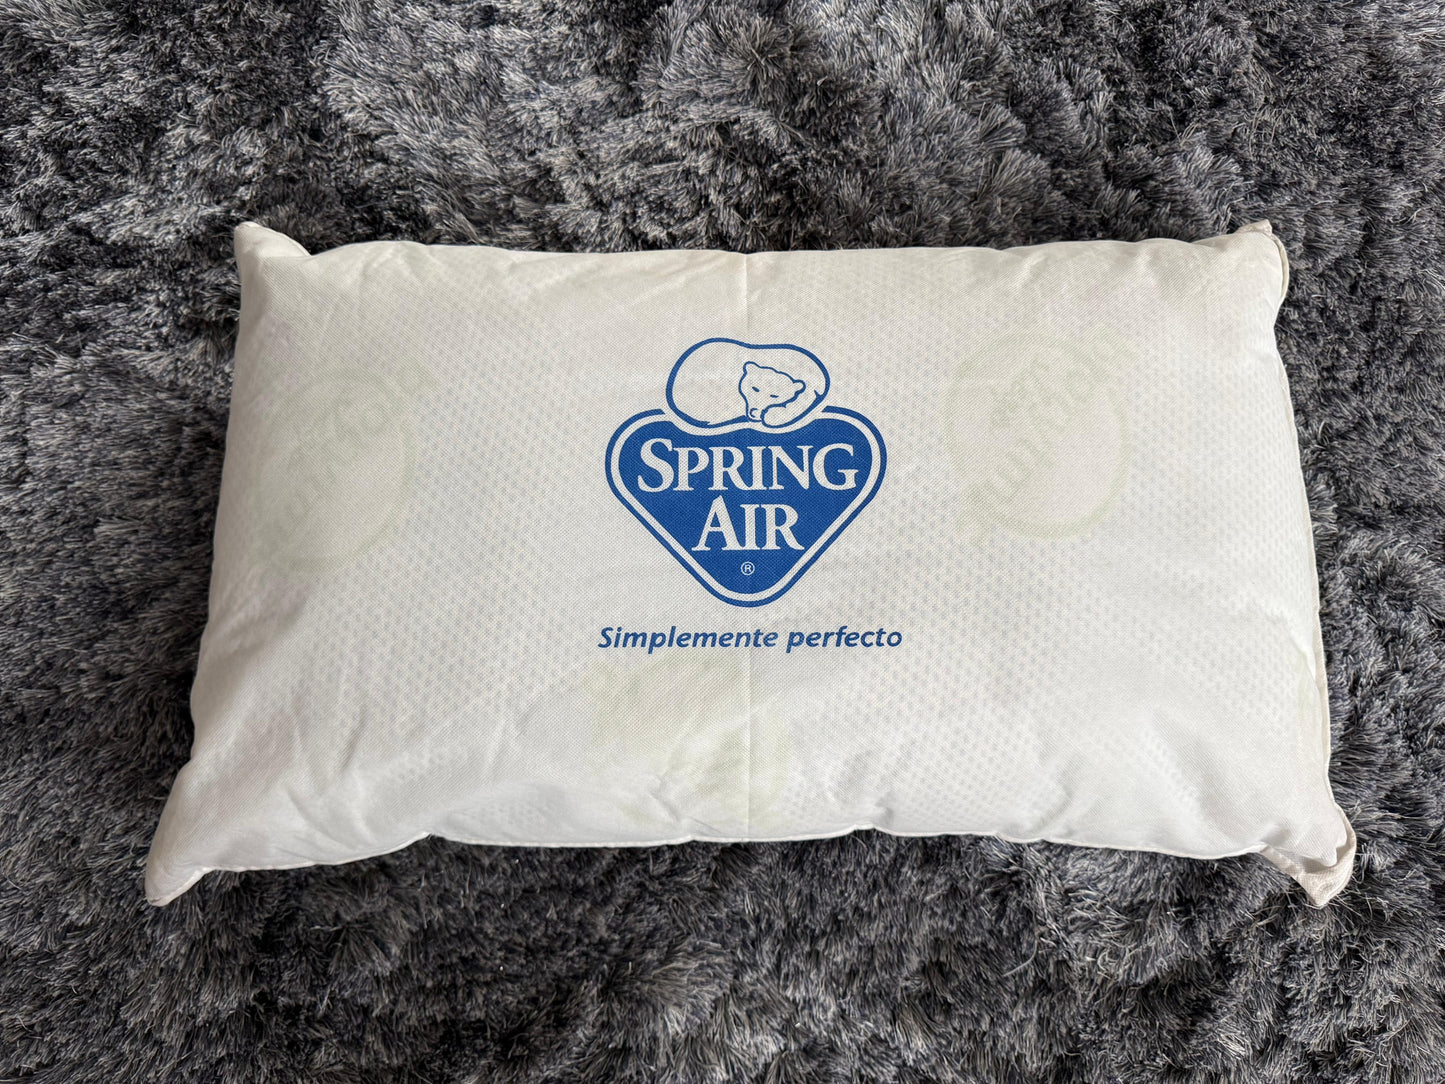 SPRING
AIR
®
Simplemente perfecto